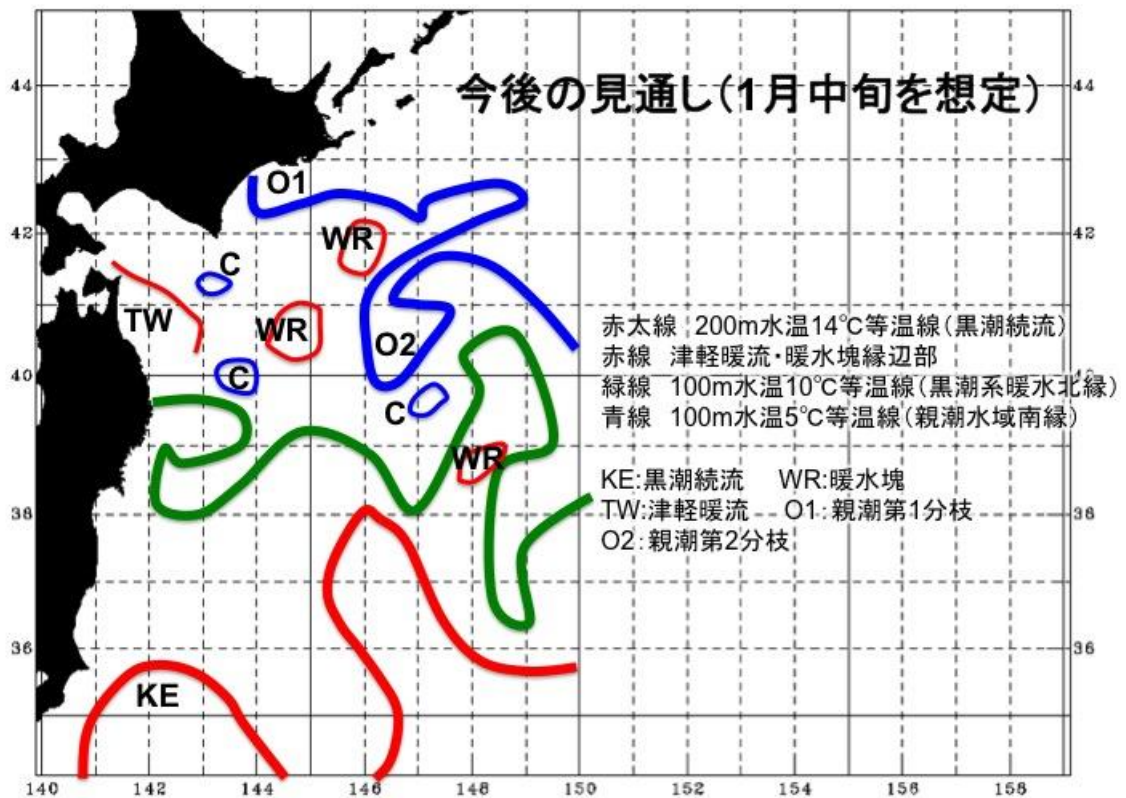 今後の見通し(1月中旬を想定)
44
44
O1
42
WR
42
C
TW
WR
O2
赤太線 200m水温14℃等温線(黒潮続流)
赤線 津軽暖流・暖水塊縁辺部
40
C
40
緑線 100m水温10℃等温線(黒潮系暖水北縁)
C
青線 100m水温5℃等温線(親潮水域南縁)
WR
KE:黒潮続流 WR:暖水塊
38
TW:津軽暖流 O1:親潮第1分枝
38
O2:親潮第2分枝
36
36
KE
140 142 144 146 148 150 152 154 156 158